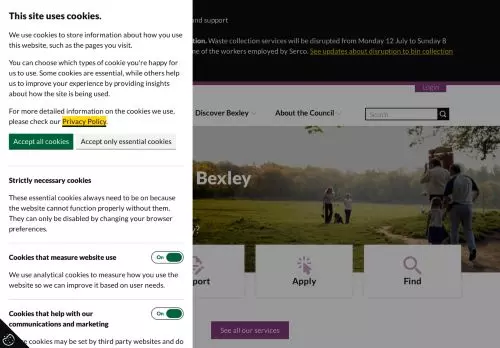 This site uses cookies.
We use cookies to store information about how you use
this website, such as the pages you visit.
You can choose which types of cookie you're happy for
us to use. Some cookies are essential, while others help
us to improve your experience by providing insights
about how the site is being used.
For more detailed information on the cookies we use,
please check our Privacy Policy.
Accept all cookies Accept only essential cookies
Strictly necessary cookies
These essential cookies always need to be on because
the website cannot function properly without them.
They can only be disabled by changing your browser
preferences.
Cookies that measure website use On
We use analytical cookies to measure how you use the
website so we can improve it based on user needs.
Cookies that help with our On
communications and marketing
cookies may be set by third party websites and do
and support
Waste collection services will be disrupted from Monday 12 July to Sunday 8
of the workers employed by Serco. See updates about disruption to bin collection
Login
Discover Bexley About the Council Search
Bexley
Apply Find
See all our services